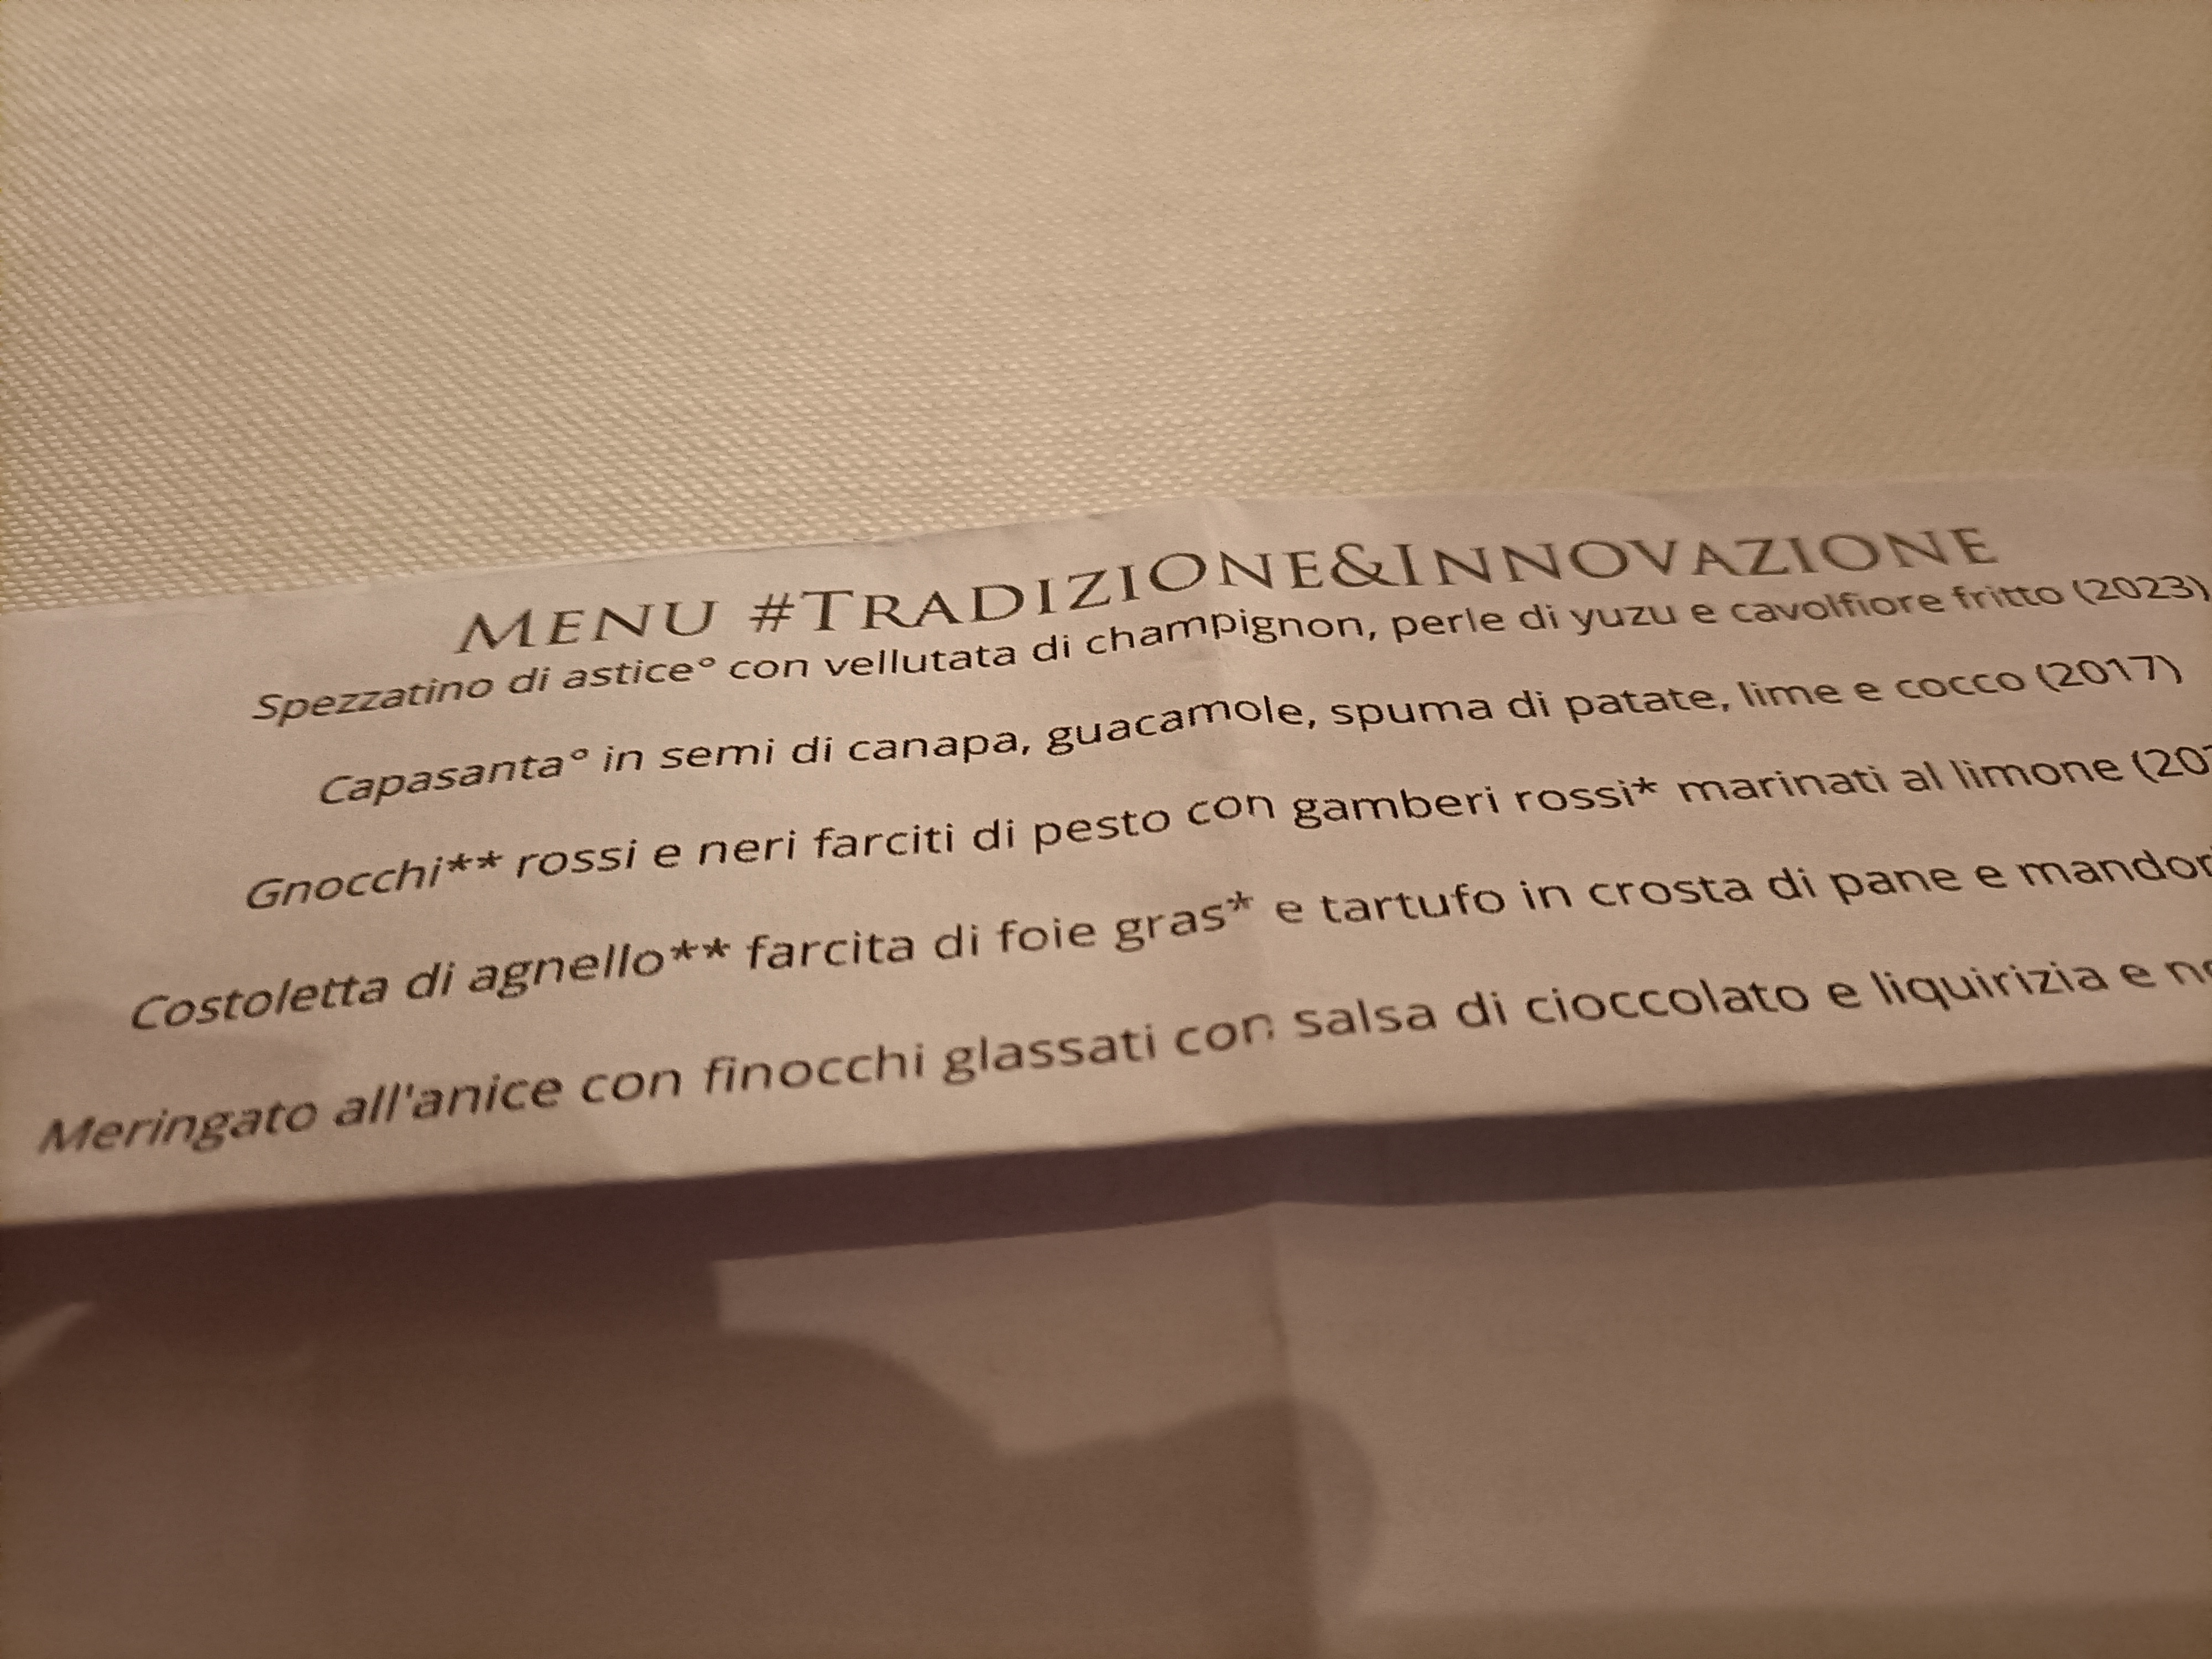 MENU #TRADIZIONE&INNOVAZIONE
Spezzatino di astice° con vellutata di champignon, perle di yuzu e cavolfiore fritto (2023)
Capasanta° in semi di canapa, guacamole, spuma di patate, lime e cocco (2017)
Gnocchi** rossi e neri farciti di pesto con gamberi rossi* marinati al limone
Costoletta di agnello** farcita di foie gras* e tartufo in crosta di pane e
Meringato all'anice con finocchi glassati con salsa di cioccolato e liquirizia e